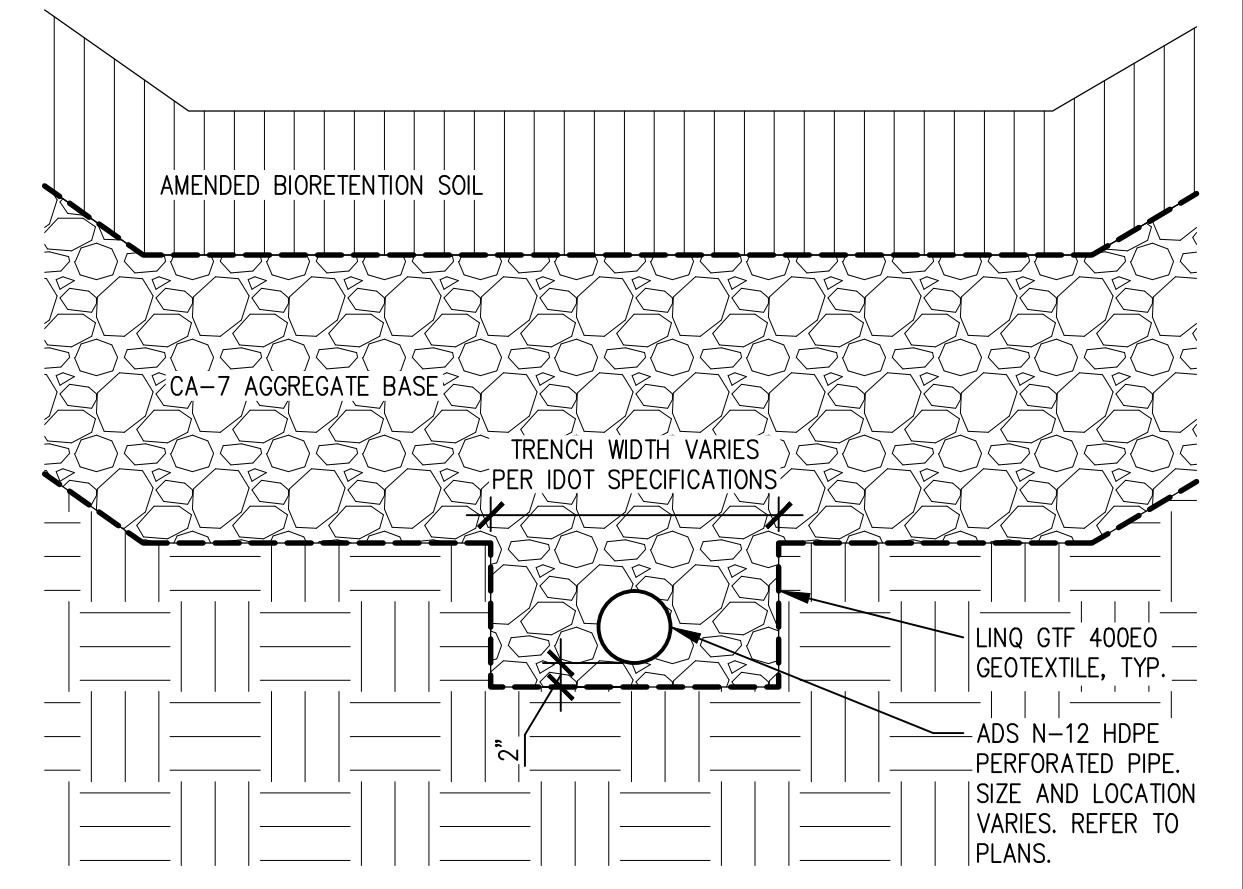 AMENDED BIORETENTION SOIL
CA-7 AGGREGATE BASE
TRENCH WIDTH VARIES
PER IDOT SPECIFICATIONS
LINQ GTF 400EO
GEOTEXTILE, TYP.
2"
ADS N-12 HDPE
PERFORATED PIPE.
SIZE AND LOCATION
VARIES. REFER TO
PLANS.